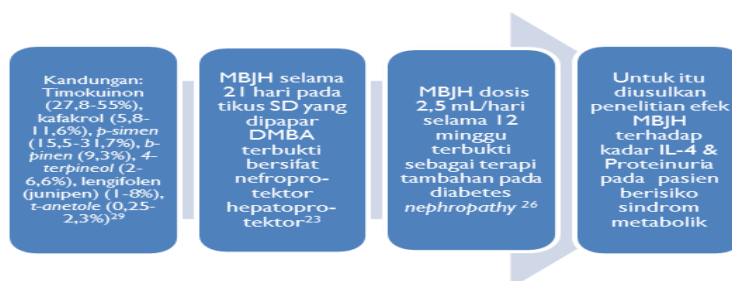 Kandungan:
Timokuinon
(27,8-55%),
kafakrol (5,8-
11,6%), p-simen
(15,5-31,7%), b-
pinen (9,3%), 4-
terpineol (2-
6,6%), lengifolen
(junipen) (1-8%),
t-anetole (0,25-
2,3%)29
MBJH selama
21 hari pada
tikus SD yang
dipapar
DMBA
terbukti
bersifat
nefropro-
tektor
hepatopro-
tektor23
MBJH dosis
2,5 mL/hari
selama 12
minggu
terbukti
sebagai terapi
tambahan pada
diabetes
nephropathy 26
Untuk itu
diusulkan
penelitian efek
MBJH
terhadap
kadar IL-4 &
Proteinuria
pada pasien
berisiko
sindrom
metabolik